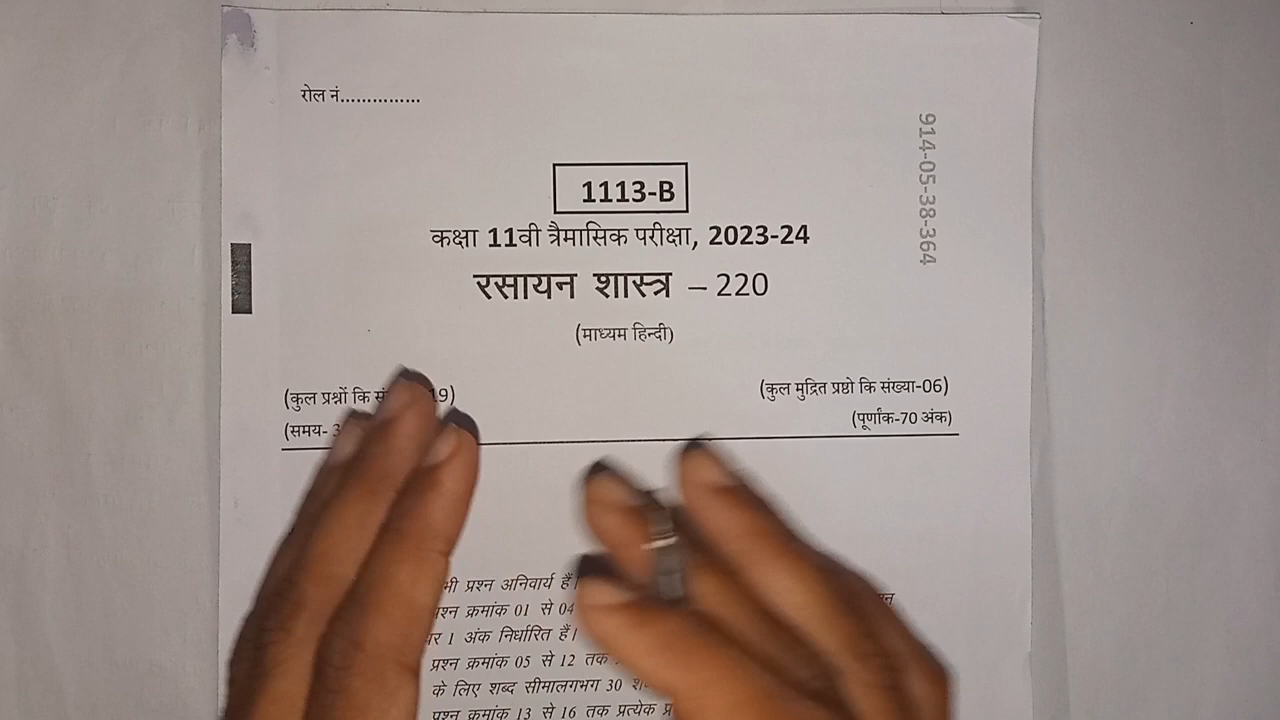 रोल नं...............
914-05-38-364
1113-B
कक्षा 11वी त्रैमासिक परीक्षा, 2023-24
रसायन शास्त्र – 220
(माध्यम हिन्दी)
(कुल प्रश्नों कि 19)
(कुल मुद्रित प्रष्ठो कि संख्या-06)
(समय- 3
(पूर्णांक-70 अंक)
प्रश्न अनिवार्य हैं
क्रमांक 01 से 04
1 अंक निर्धारित हैं।
प्रश्न क्रमांक 05 से 12 तक
के लिए शब्द सीमालगभग 30
प्रश्न क्रमांक 13 से 16 तक प्रत्येक